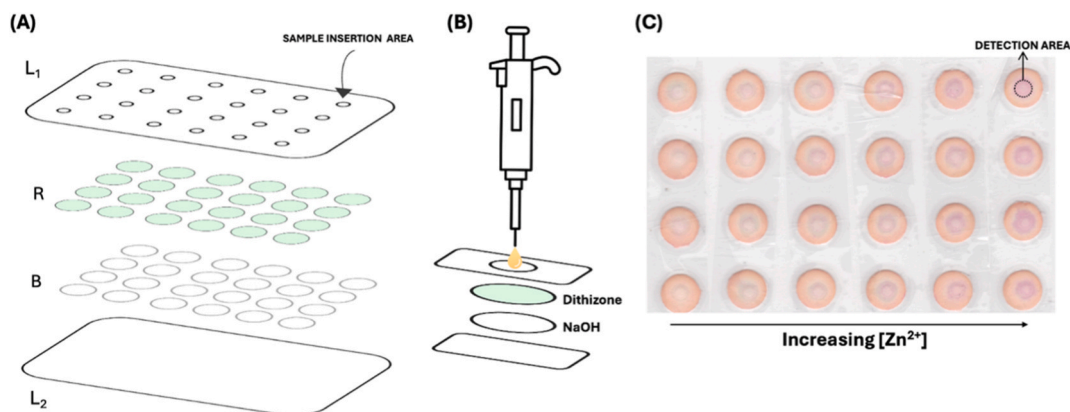 (A)
SAMPLE INSERTION AREA
L₁
R
B
L₂
(B)
Dithizone
NaOH
(C)
DETECTION AREA
Increasing [Zn²⁺]